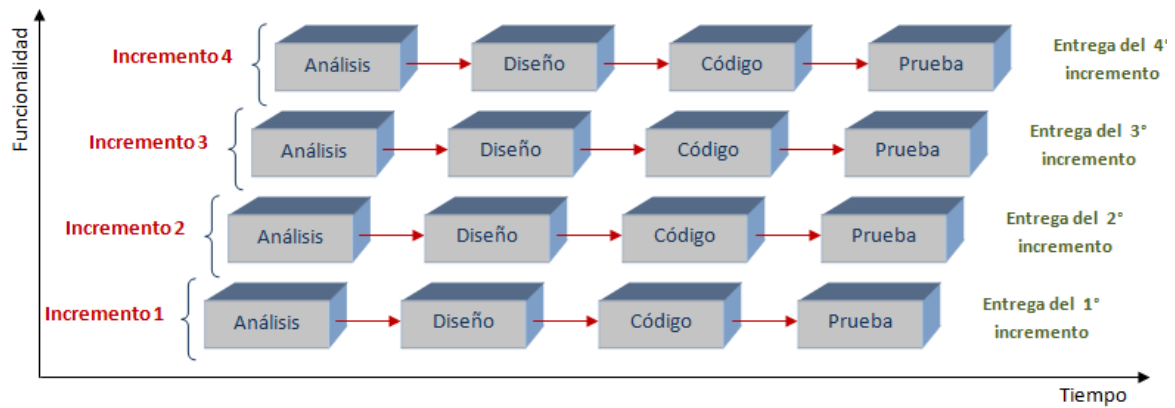 Funcionalidad
Incremento 4
Análisis
Diseño
Código
Prueba
Entrega del 4°
incremento
Incremento 3
Análisis
Diseño
Código
Prueba
Entrega del 3°
incremento
Incremento 2
Análisis
Diseño
Código
Prueba
Entrega del 2°
incremento
Incremento 1
Análisis
Diseño
Código
Prueba
Entrega del 1°
incremento
Tiempo